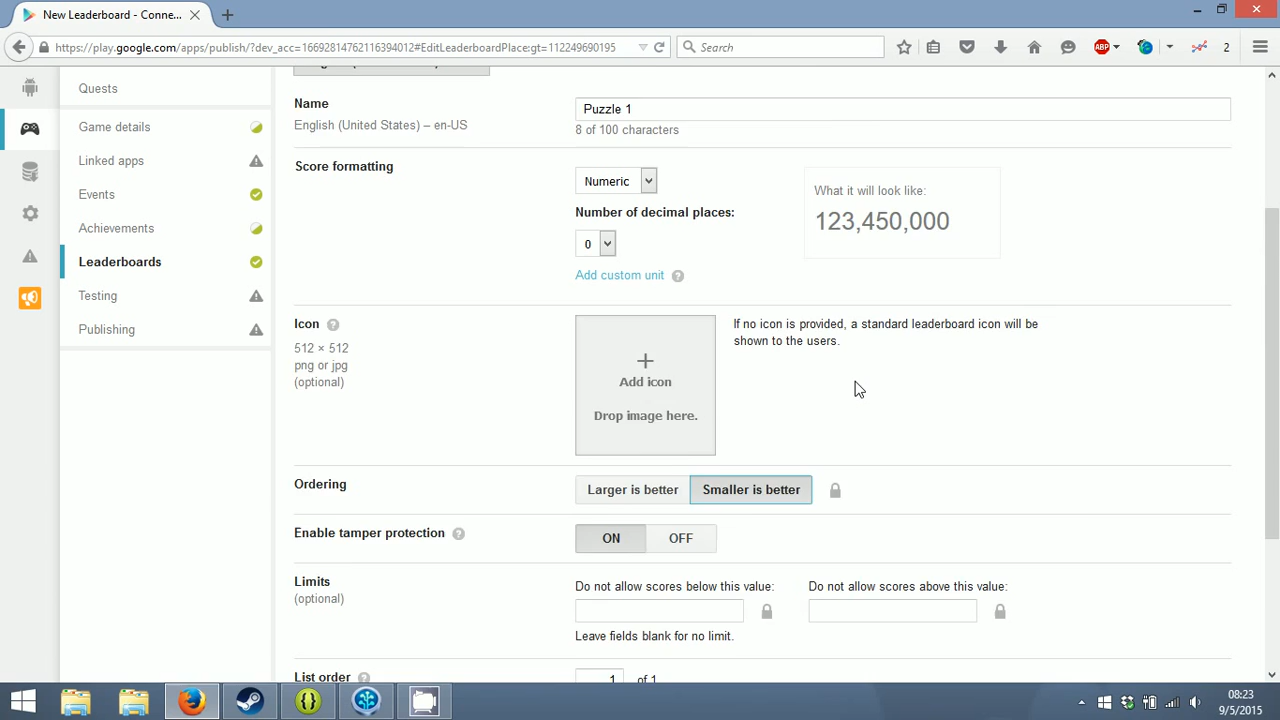 New Leaderboard - Conne...
https://play.google.com/apps/publish/?dev_acc=16692814762116394012#EditLeaderboardPlace:gt=112249690195
Search
ABP
2
Quests
Game details
Linked apps
Events
Achievements
Leaderboards
Testing
Publishing
Name
English (United States) – en-US
Puzzle 1
8 of 100 characters
Score formatting
Numeric
What it will look like:
123,450,000
Number of decimal places:
0
Add custom unit ?
Icon ?
512 × 512
png or jpg
(optional)
+
Add icon
Drop image here.
If no icon is provided, a standard leaderboard icon will be
shown to the users.
Ordering
Larger is better
Smaller is better
Enable tamper protection ?
ON
OFF
Limits
(optional)
Do not allow scores below this value:
Do not allow scores above this value:
Leave fields blank for no limit.
List order ?
1 of 1
08:23
9/5/2015